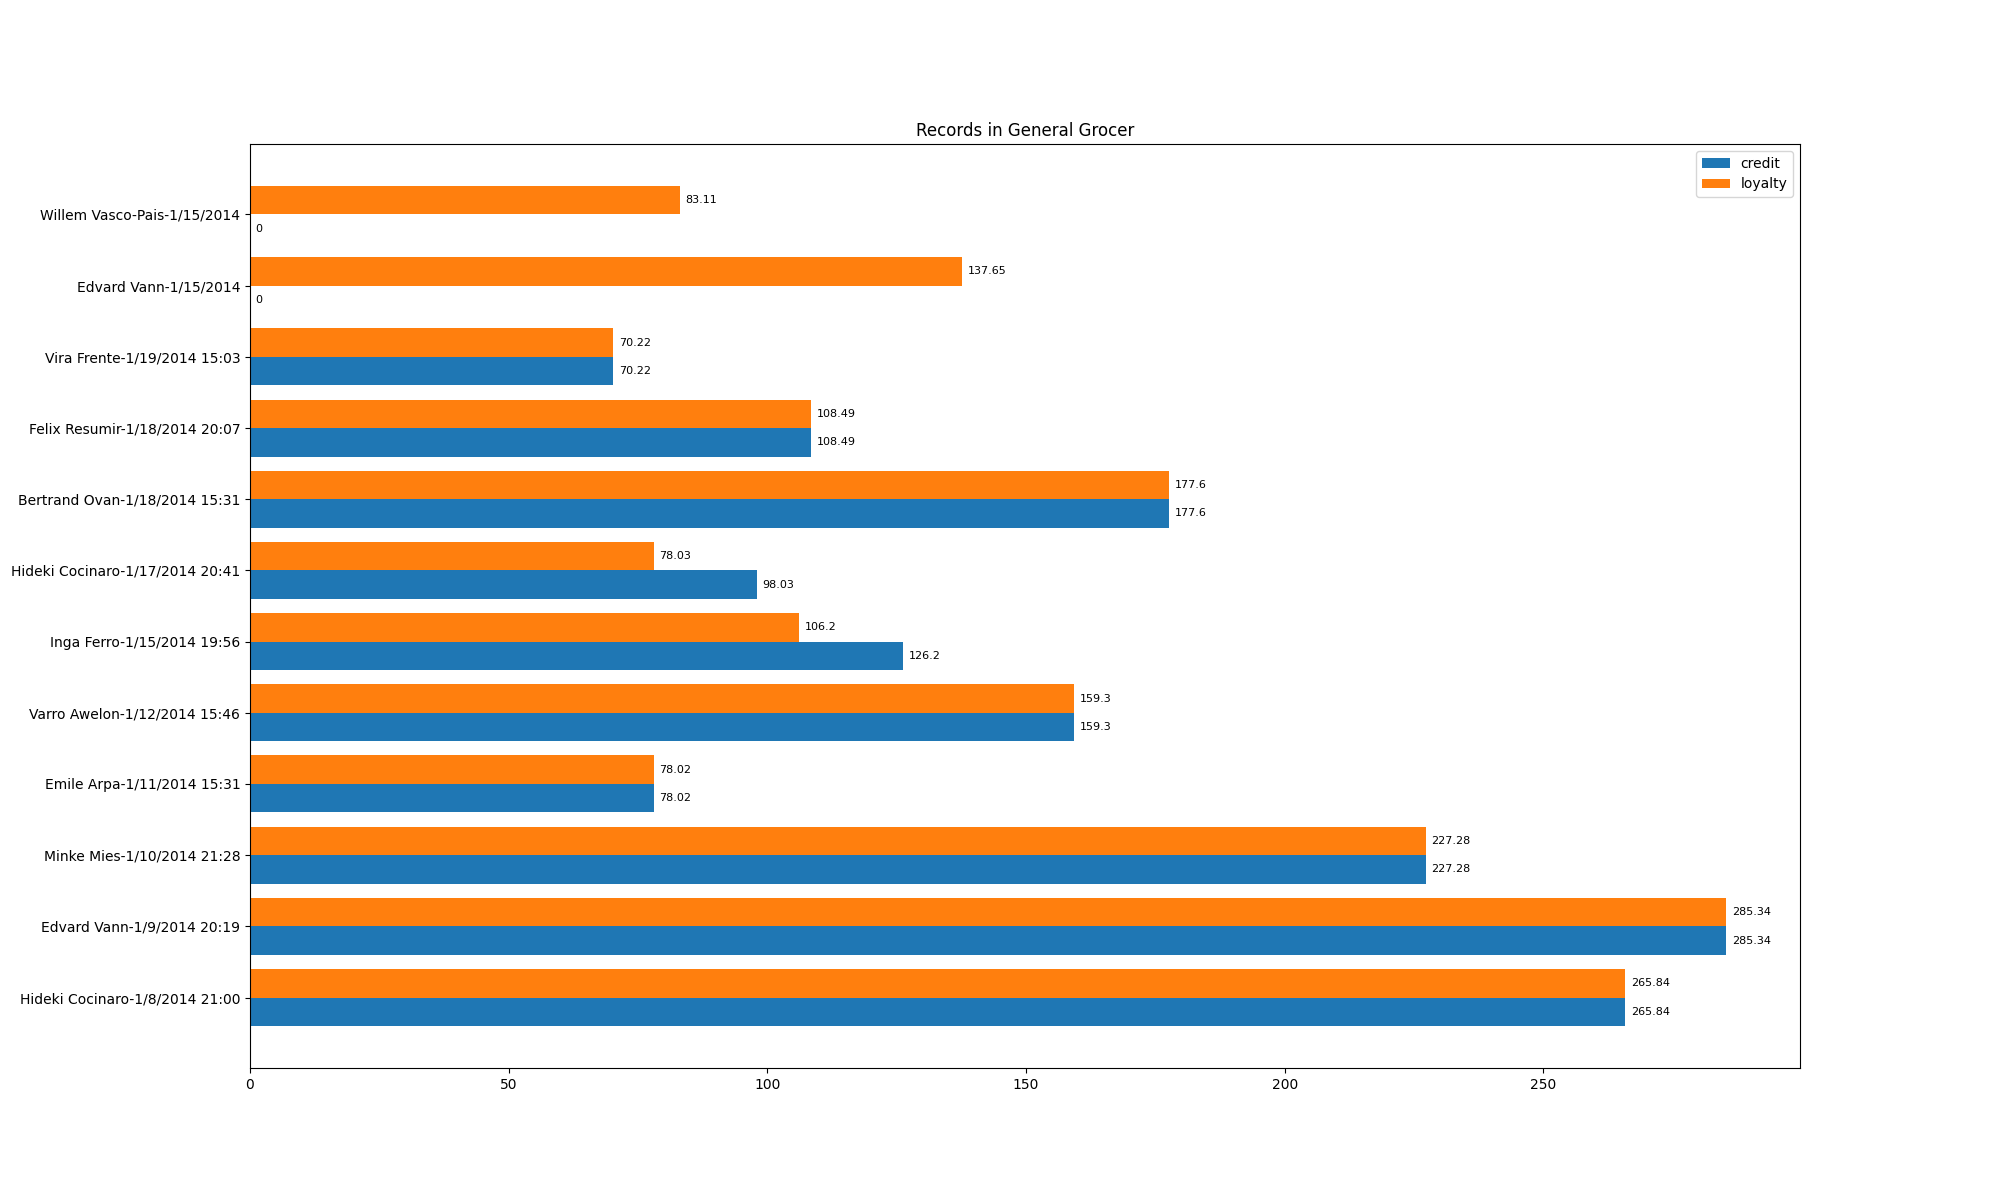 Records in General Grocer
credit
loyalty
Willem Vasco-Pais-1/15/2014
83.11
0
Edvard Vann-1/15/2014
137.65
0
Vira Frente-1/19/2014 15:03
70.22
70.22
Felix Resumir-1/18/2014 20:07
108.49
108.49
Bertrand Ovan-1/18/2014 15:31
177.6
177.6
Hideki Cocinaro-1/17/2014 20:41
78.03
98.03
Inga Ferro-1/15/2014 19:56
106.2
126.2
Varro Awelon-1/12/2014 15:46
159.3
159.3
Emile Arpa-1/11/2014 15:31
78.02
78.02
Minke Mies-1/10/2014 21:28
227.28
227.28
Edvard Vann-1/9/2014 20:19
285.34
285.34
Hideki Cocinaro-1/8/2014 21:00
265.84
265.84
0 50 100 150 200 250